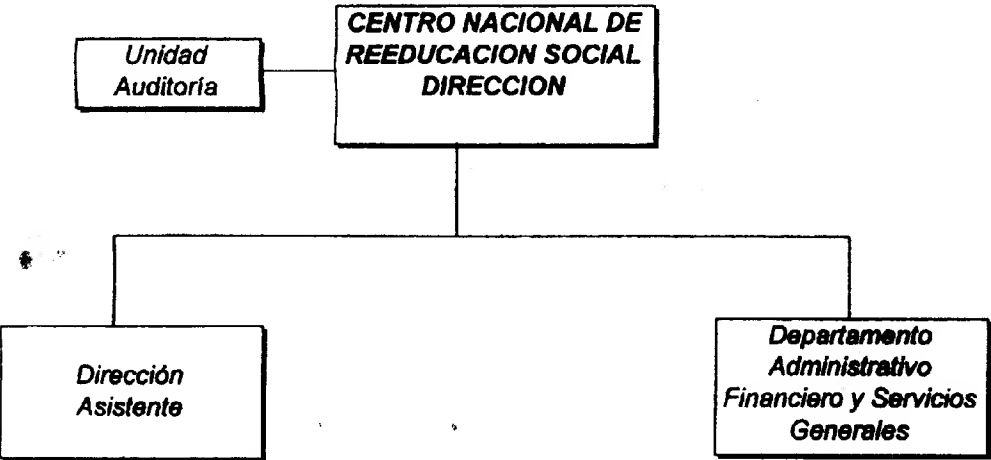 CENTRO NACIONAL DE
REEDUCACION SOCIAL
DIRECCION
Unidad
Auditoría
Dirección
Asistente
Departamento
Administrativo
Financiero y Servicios
Generales